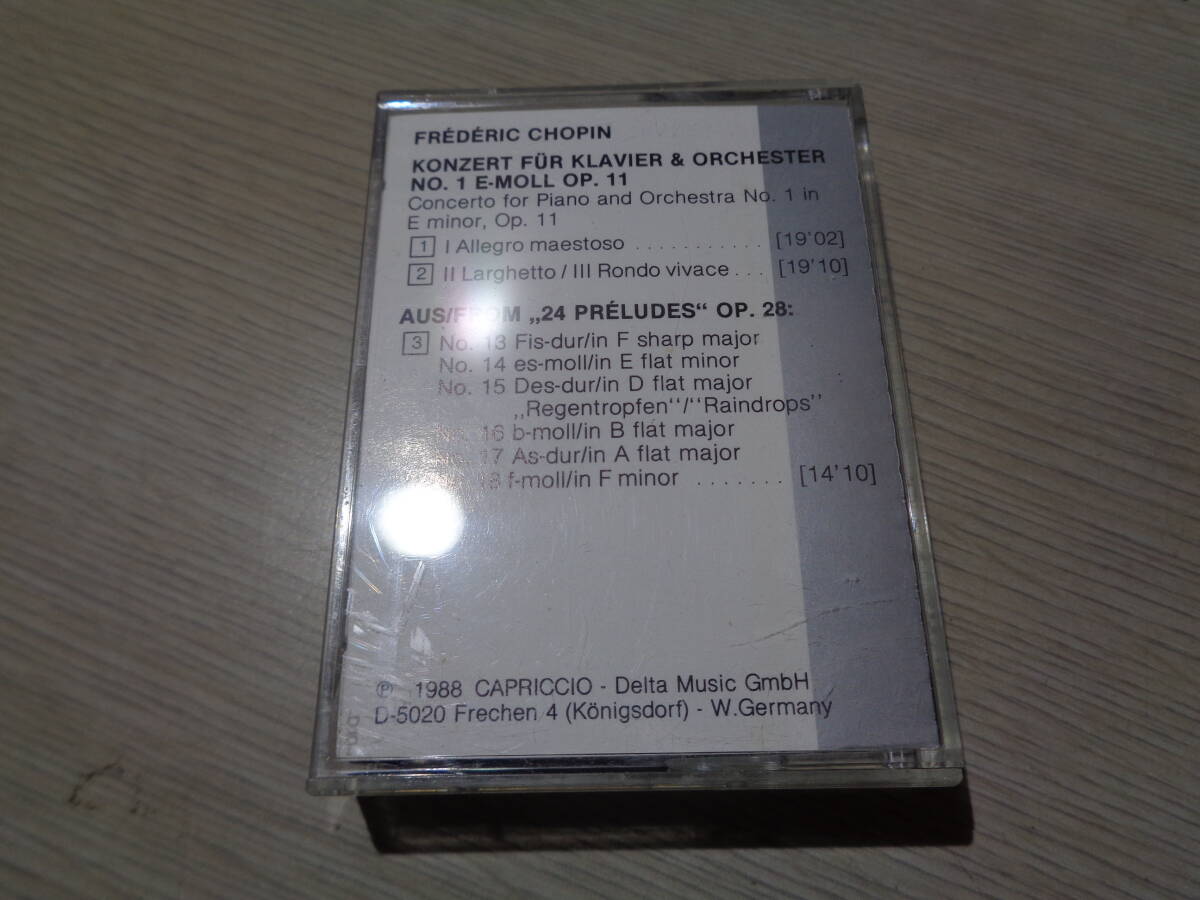 FRÉDÉRIC CHOPIN
KONZERT FÜR KLAVIER & ORCHESTER
NO. 1 E-MOLL OP. 11
Concerto for Piano and Orchestra No. 1 in
E minor, Op. 11
1 I Allegro maestoso ............ [19'02]
2 II Larghetto / III Rondo vivace ... [19'10]
AUS/FROM „24 PRÉLUDES“ OP. 28:
3 No. 13 Fis-dur/in F sharp major
No. 14 es-moll/in E flat minor
No. 15 Des-dur/in D flat major
„Regentropfen“/“Raindrops”
No. 16 b-moll/in B flat major
17 As-dur/in A flat major
f-moll/in F minor ....... [14'10]
℗ 1988 CAPRICCIO - Delta Music GmbH
D-5020 Frechen 4 (Königsdorf) - W.Germany